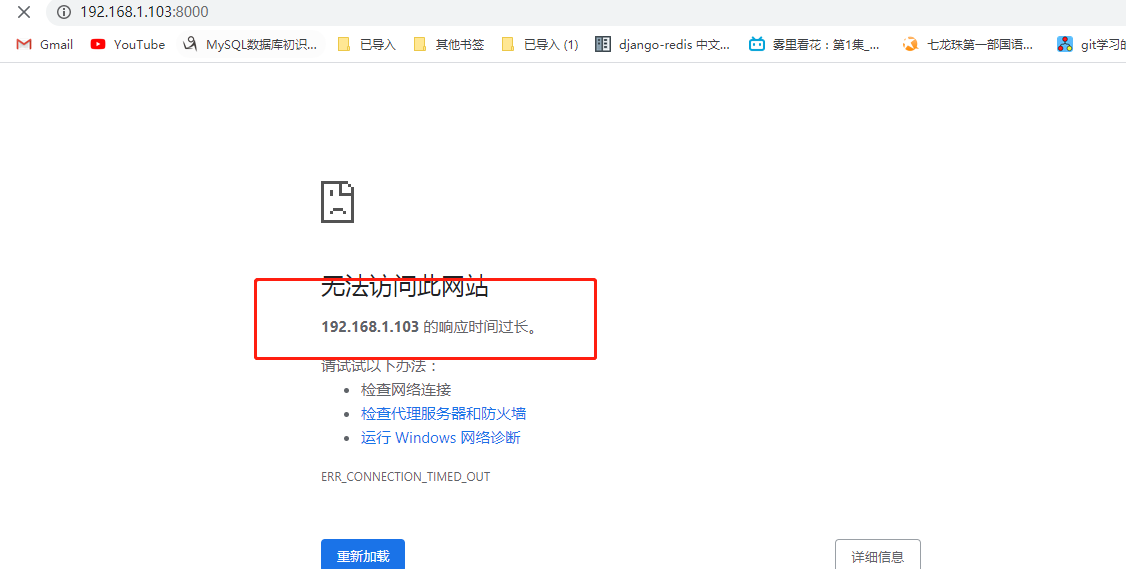 192.168.1.103:8000
Gmail YouTube MySQL数据库初识... 已导入 其他书签 已导入 (1) django-redis 中文... 雾里看花：第1集_... 七龙珠第一部国语... git学习的
无法访问此网站
192.168.1.103 的响应时间过长。
请试试以下办法：
检查网络连接
检查代理服务器和防火墙
运行 Windows 网络诊断
ERR_CONNECTION_TIMED_OUT
重新加载 详细信息